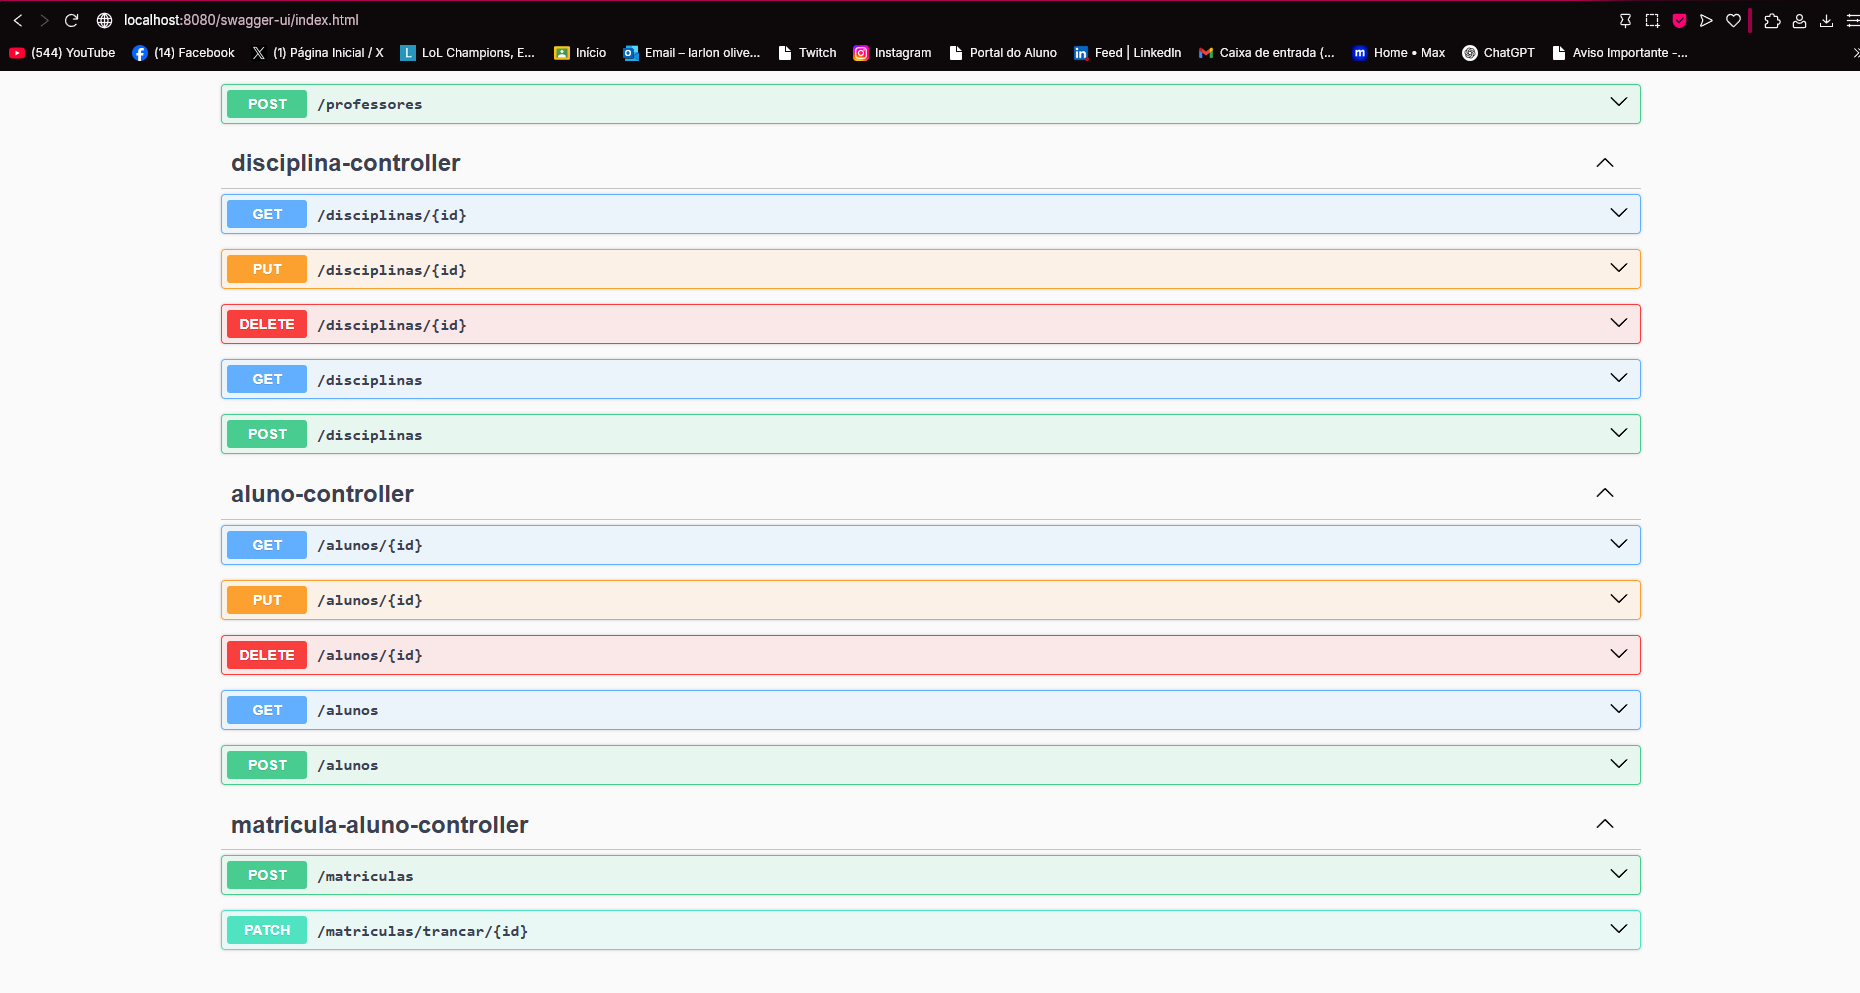 localhost:8080/swagger-ui/index.html
(544) YouTube (14) Facebook (1) Página Inicial / X LoL Champions, E... Início Email – larlon olive... Twitch Instagram Portal do Aluno Feed | LinkedIn Caixa de entrada (... Home • Max ChatGPT Aviso Importante -...
POST /professores
disciplina-controller
GET /disciplinas/{id}
PUT /disciplinas/{id}
DELETE /disciplinas/{id}
GET /disciplinas
POST /disciplinas
aluno-controller
GET /alunos/{id}
PUT /alunos/{id}
DELETE /alunos/{id}
GET /alunos
POST /alunos
matricula-aluno-controller
POST /matriculas
PATCH /matriculas/trancar/{id}